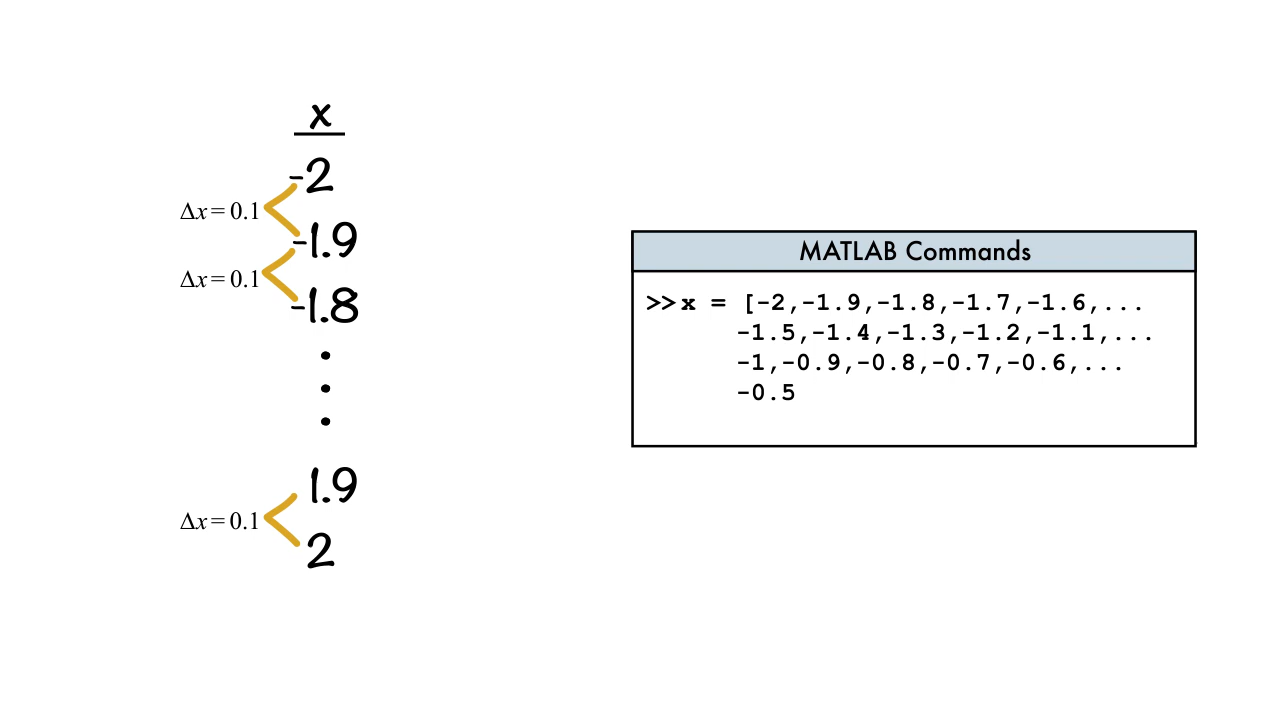 x
-2
Δx = 0.1
-1.9
Δx = 0.1
-1.8
.
.
.
1.9
Δx = 0.1
2
MATLAB Commands
>>x = [-2,-1.9,-1.8,-1.7,-1.6,...
-1.5,-1.4,-1.3,-1.2,-1.1,...
-1,-0.9,-0.8,-0.7,-0.6,...
-0.5